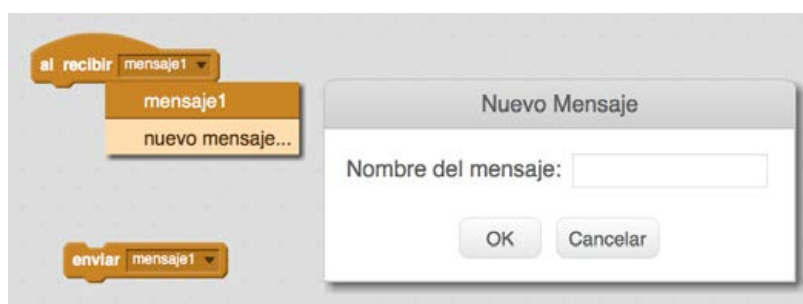 al recibir mensaje1
mensaje1
nuevo mensaje...
enviar mensaje1
Nuevo Mensaje
Nombre del mensaje:
OK Cancelar